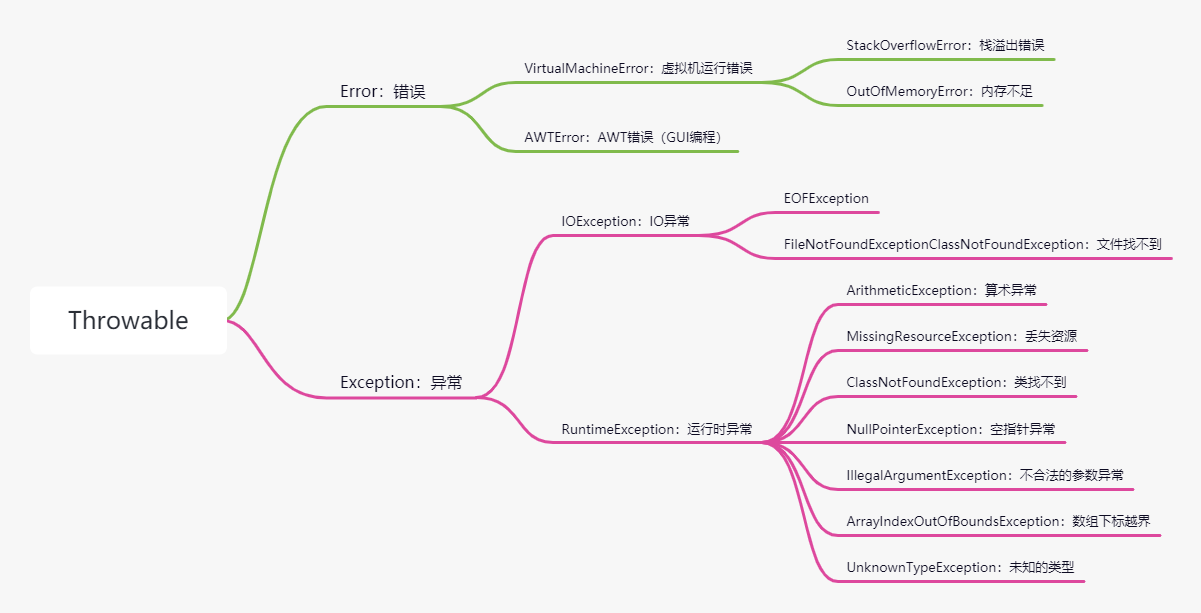 Throwable
Error：错误
VirtualMachineError：虚拟机运行错误
StackOverflowError：栈溢出错误
OutOfMemoryError：内存不足
AWTError：AWT错误（GUI编程）
Exception：异常
IOException：IO异常
EOFException
FileNotFoundExceptionClassNotFoundException：文件找不到
RuntimeException：运行时异常
ArithmeticException：算术异常
MissingResourceException：丢失资源
ClassNotFoundException：类找不到
NullPointerException：空指针异常
IllegalArgumentException：不合法的参数异常
ArrayIndexOutOfBoundsException：数组下标越界
UnknownTypeException：未知的类型